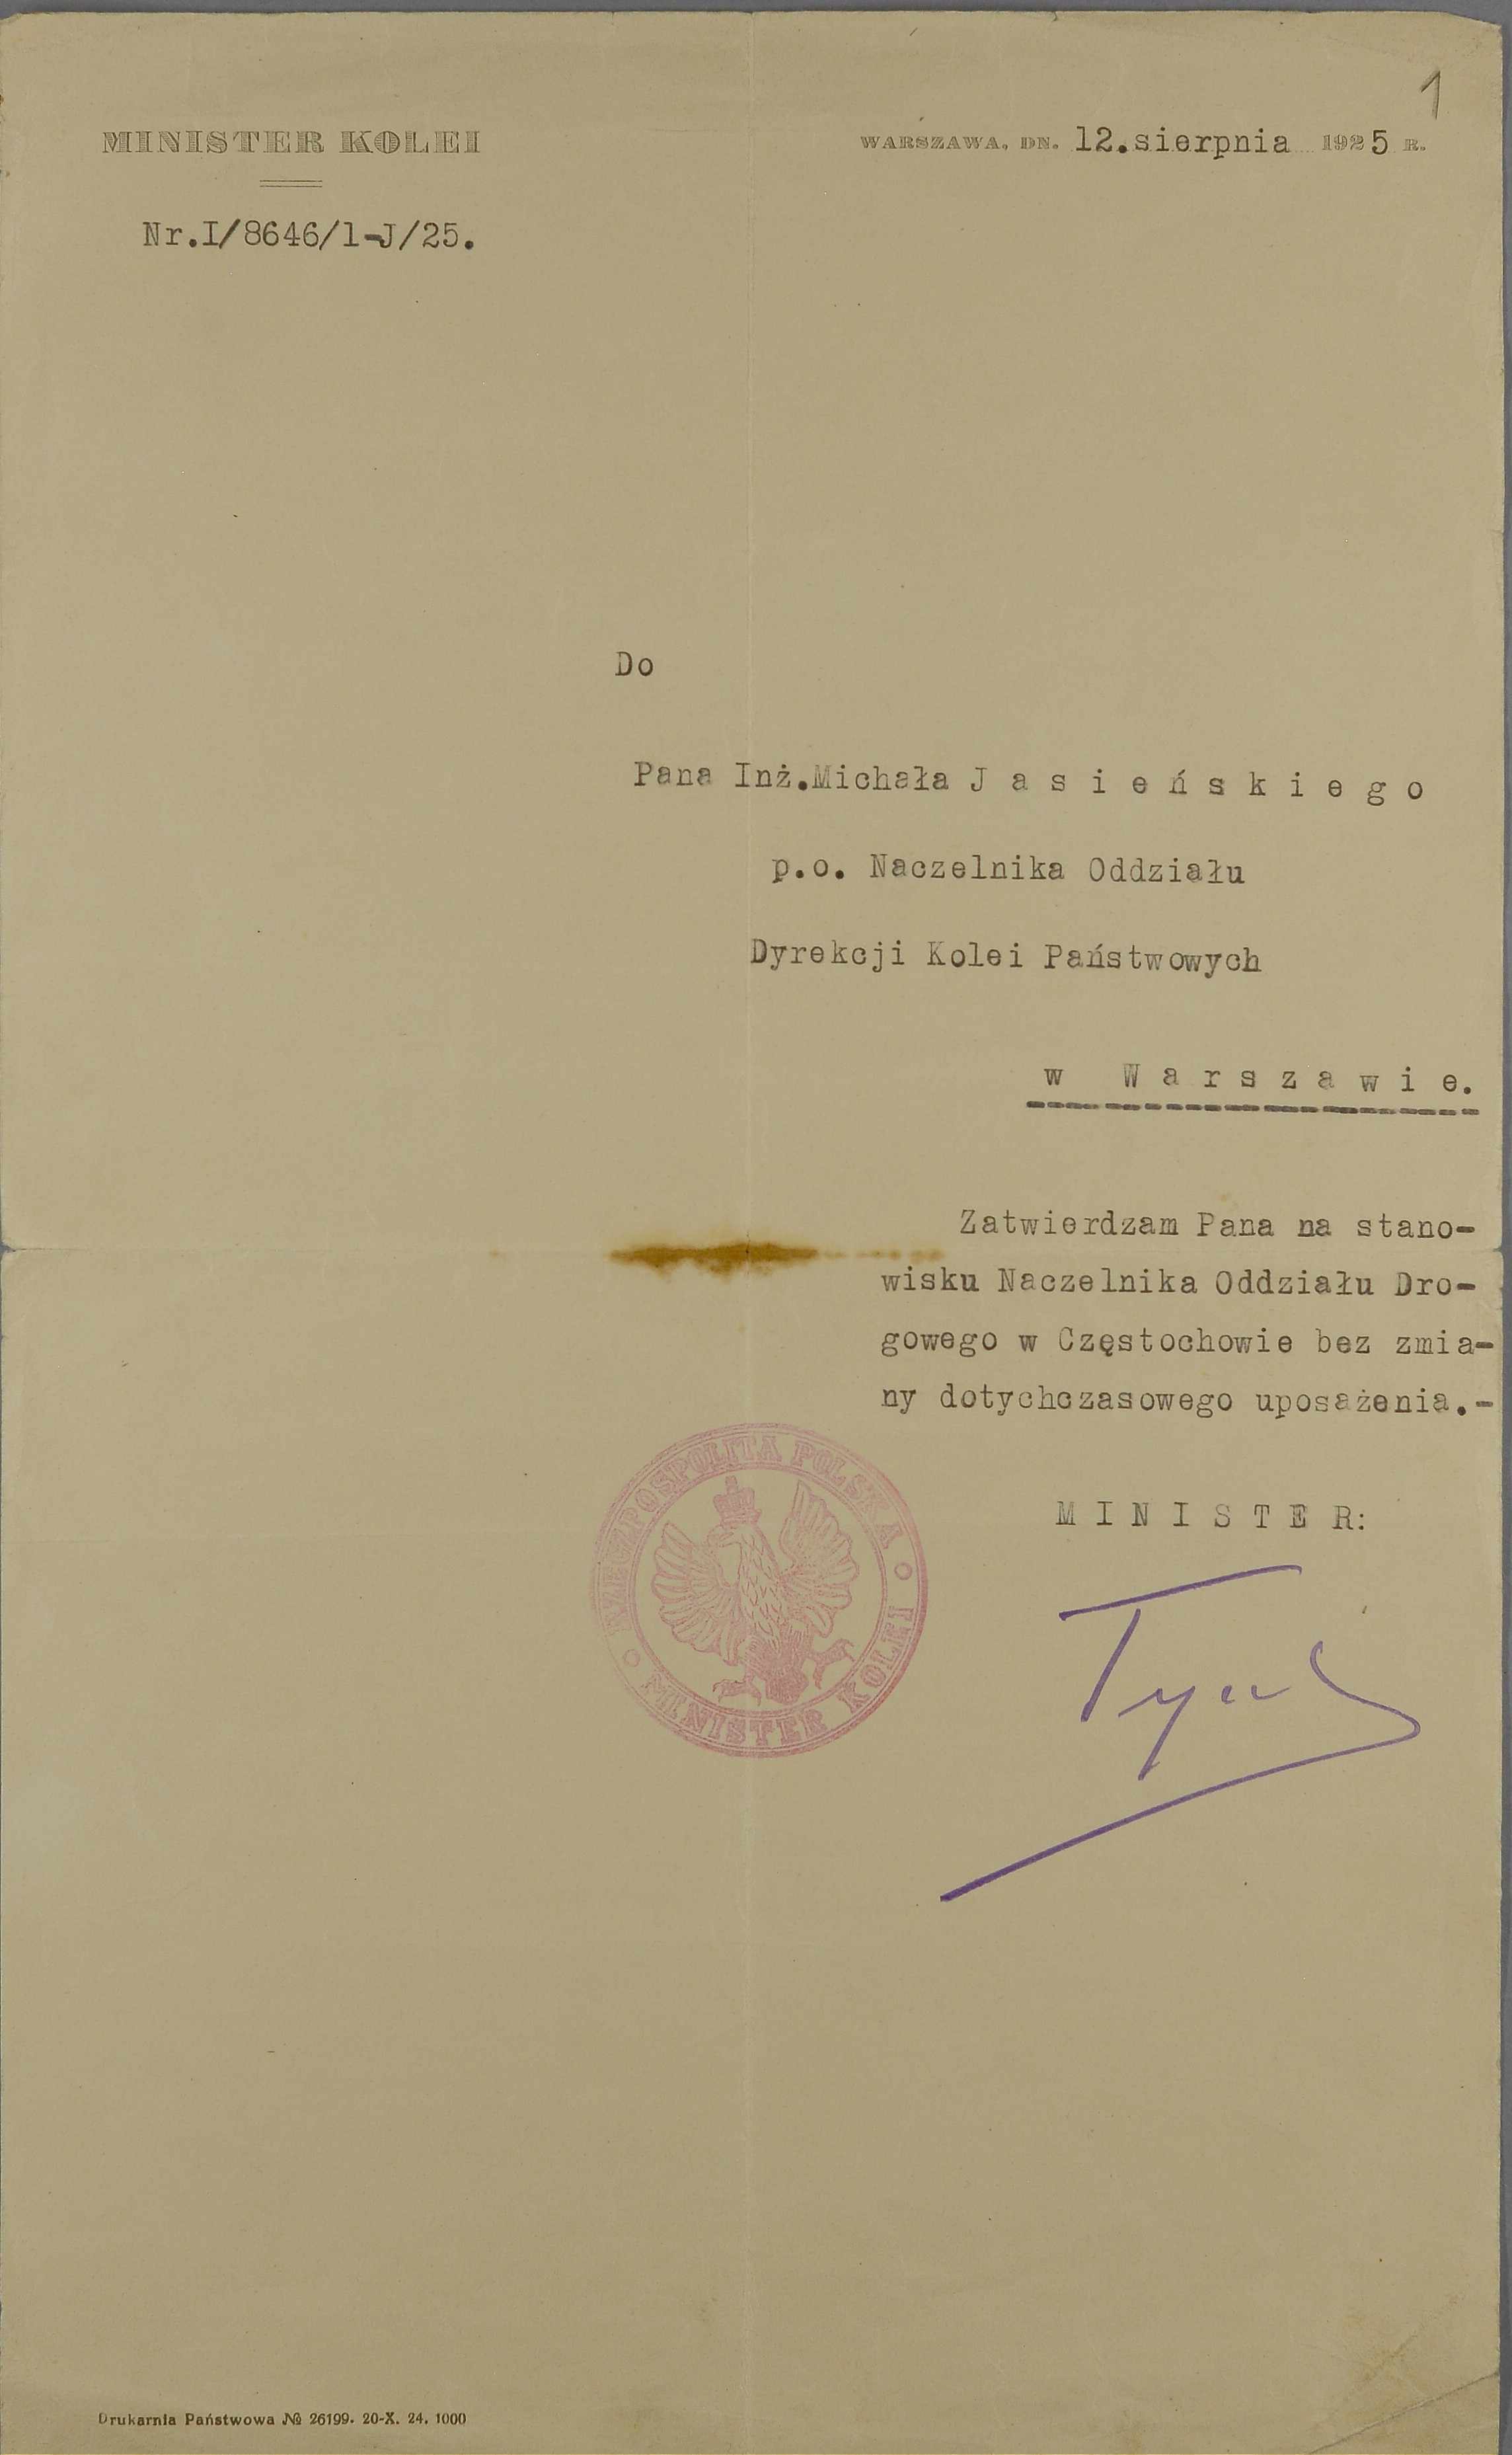 1
MINISTER KOLEI
WARSZAWA, DN. 12.sierpnia 1925 R.
Nr.I/8646/1-J/25.
Do
Pana Inż.Michała J a s i e ń s k i e g o
p.o. Naczelnika Oddziału
Dyrekcji Kolei Państwowych
w W a r s z a w i e.
Zatwierdzam Pana na stano-
wisku Naczelnika Oddziału Dro-
gowego w Częstochowie bez zmia-
ny dotychczasowego uposażenia.-
RZECZPOSPOLITA POLSKA
MINISTER KOLEI
M I N I S T E R:
Drukarnia Państwowa № 26199. 20-X. 24. 1000